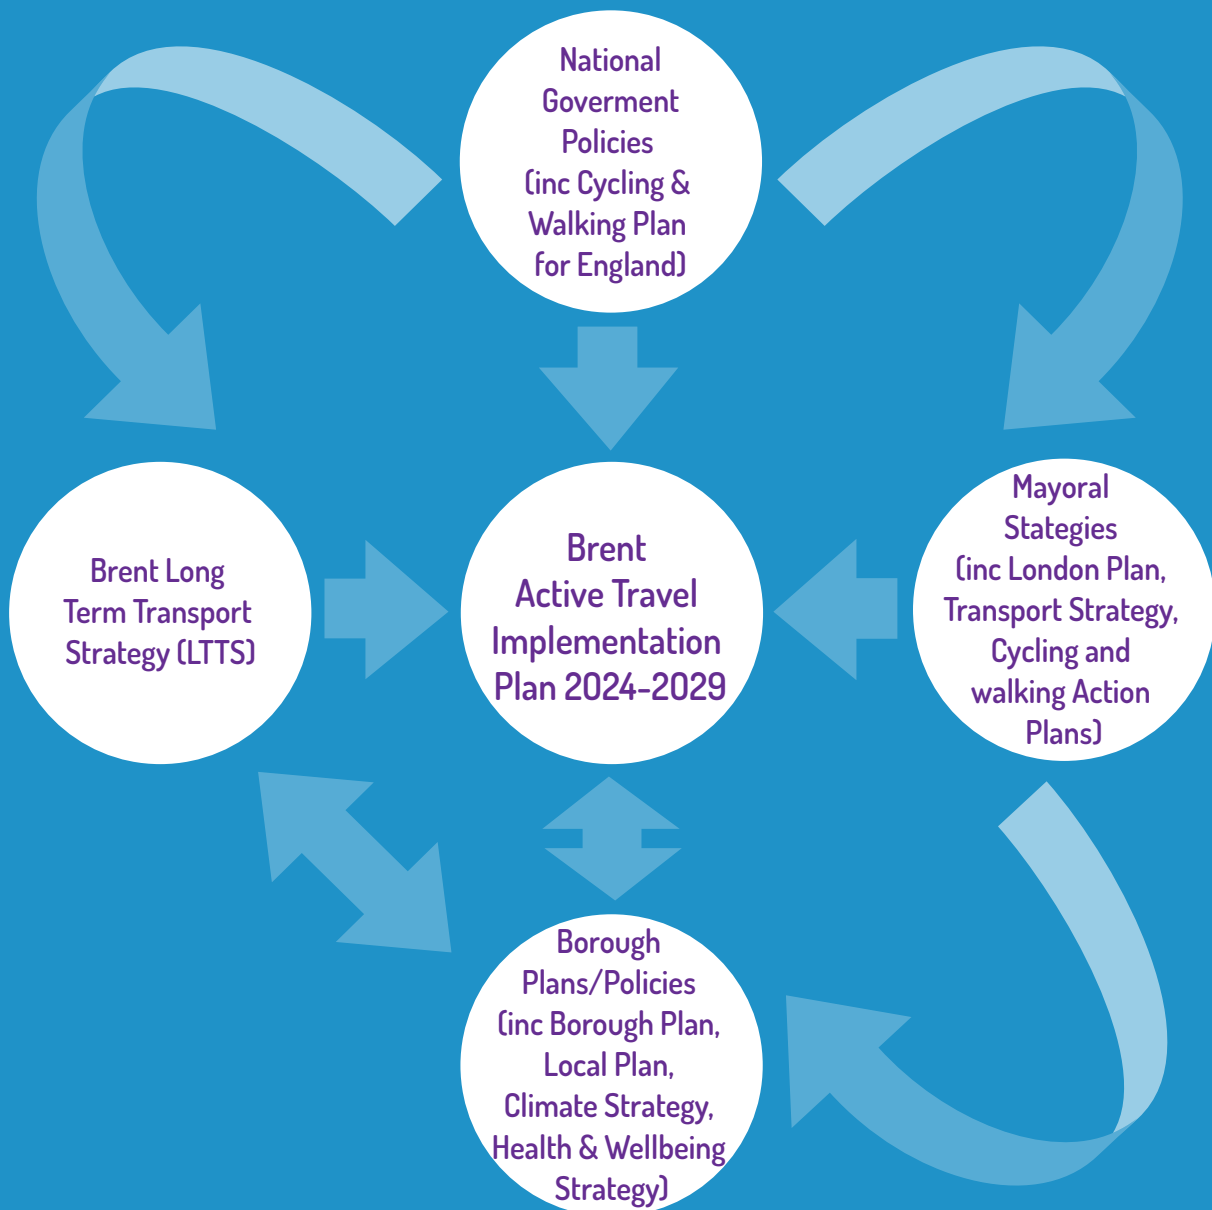 National
Goverment
Policies
(inc Cycling &
Walking Plan
for England)
Brent Long
Term Transport
Strategy (LTTS)
Brent
Active Travel
Implementation
Plan 2024-2029
Mayoral
Stategies
(inc London Plan,
Transport Strategy,
Cycling and
walking Action
Plans)
Borough
Plans/Policies
(inc Borough Plan,
Local Plan,
Climate Strategy,
Health & Wellbeing
Strategy)